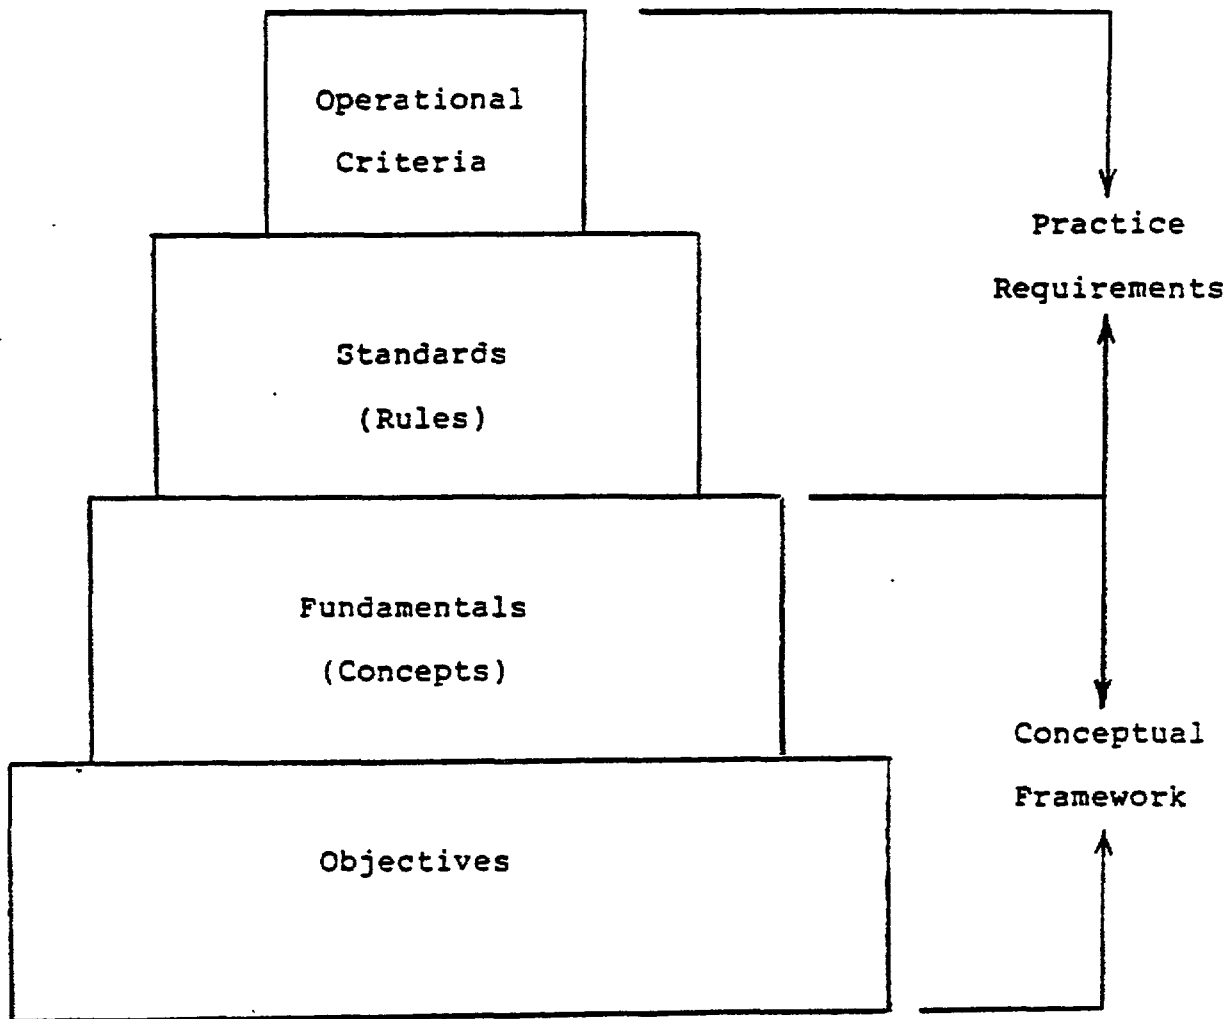 Operational
Criteria
Practice
Requirements
Standards
(Rules)
Fundamentals
(Concepts)
Conceptual
Framework
Objectives